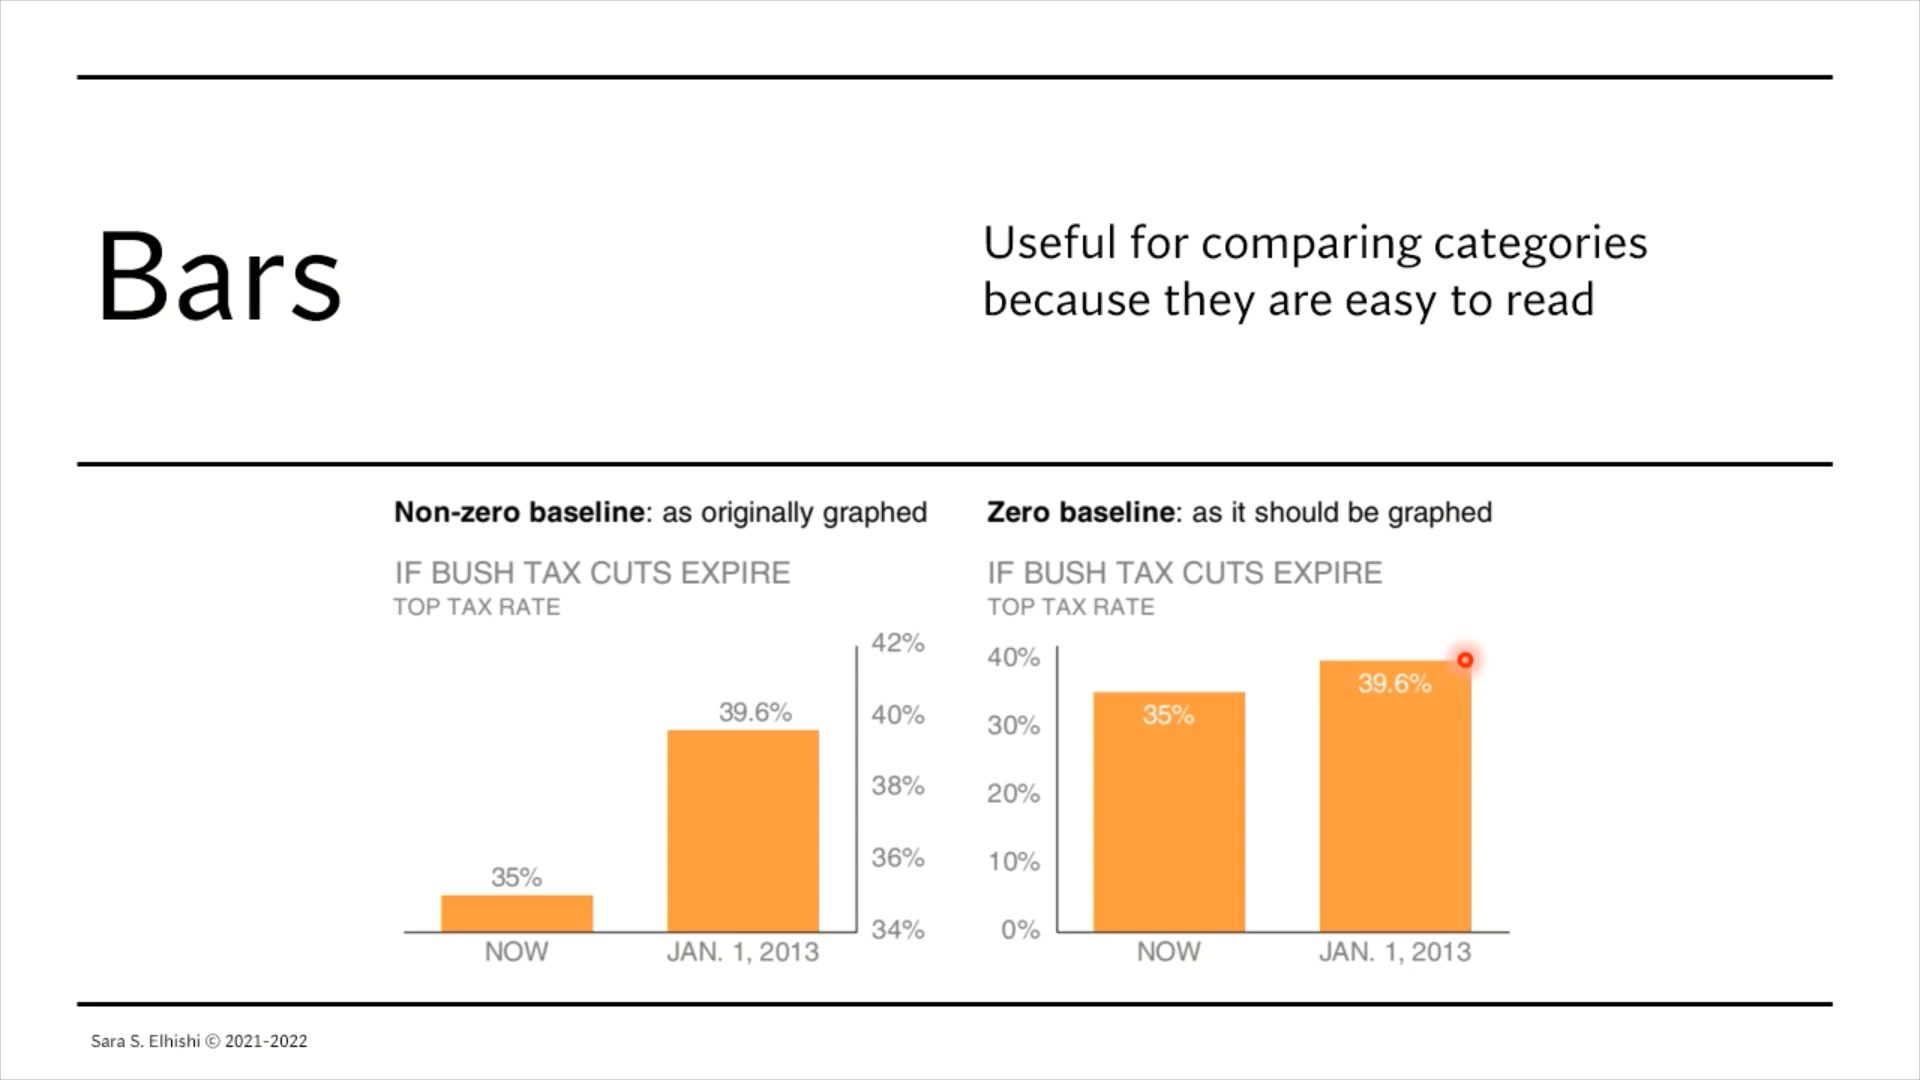 Bars
Useful for comparing categories
because they are easy to read
Non-zero baseline: as originally graphed
IF BUSH TAX CUTS EXPIRE
TOP TAX RATE
42%
40%
38%
36%
34%
39.6%
35%
NOW
JAN. 1, 2013
Zero baseline: as it should be graphed
IF BUSH TAX CUTS EXPIRE
TOP TAX RATE
40%
30%
20%
10%
0%
35%
39.6%
NOW
JAN. 1, 2013
Sara S. Elhishi © 2021-2022